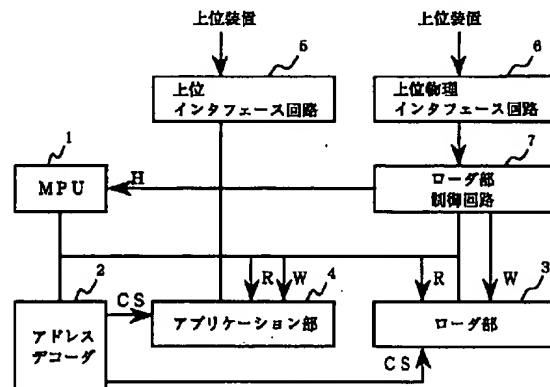 上位装置
上位装置
5
6
上位
インタフェース回路
上位物理
インタフェース回路
1
7
MPU
H
ローダ部
制御回路
2
CS
R
W
4
R
W
3
アドレス
デコーダ
アプリケーション部
ローダ部
CS